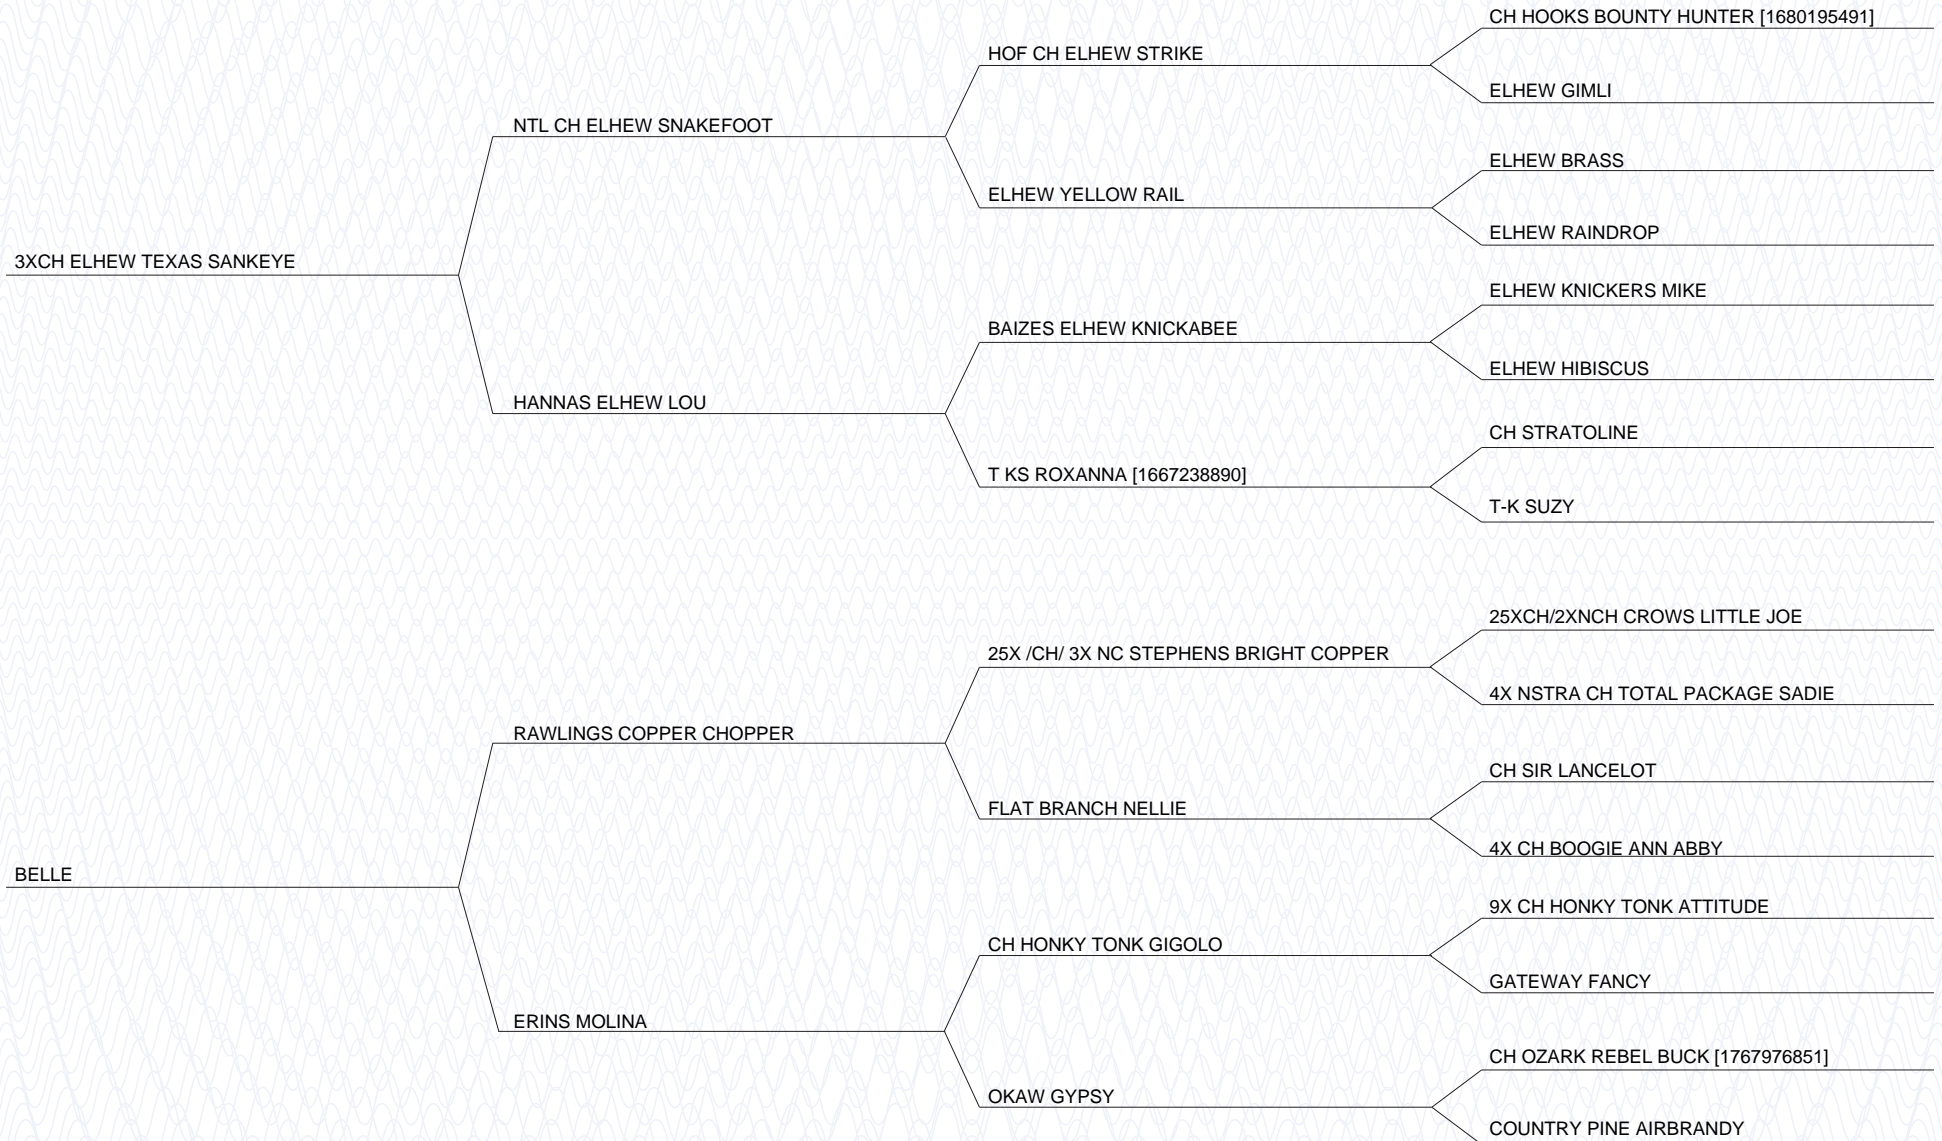 CH HOOKS BOUNTY HUNTER [1680195491]
HOF CH ELHEW STRIKE
ELHEW GIMLI
NTL CH ELHEW SNAKEFOOT
ELHEW BRASS
ELHEW YELLOW RAIL
ELHEW RAINDROP
3XCH ELHEW TEXAS SANKEYE
ELHEW KNICKERS MIKE
BAIZES ELHEW KNICKABEE
ELHEW HIBISCUS
HANNAS ELHEW LOU
CH STRATOLINE
T KS ROXANNA [1667238890]
T-K SUZY
25XCH/2XNCH CROWS LITTLE JOE
25X /CH/ 3X NC STEPHENS BRIGHT COPPER
4X NSTRA CH TOTAL PACKAGE SADIE
RAWLINGS COPPER CHOPPER
CH SIR LANCELOT
FLAT BRANCH NELLIE
4X CH BOOGIE ANN ABBY
BELLE
9X CH HONKY TONK ATTITUDE
CH HONKY TONK GIGOLO
GATEWAY FANCY
ERINS MOLINA
CH OZARK REBEL BUCK [1767976851]
OKAW GYPSY
COUNTRY PINE AIRBRANDY